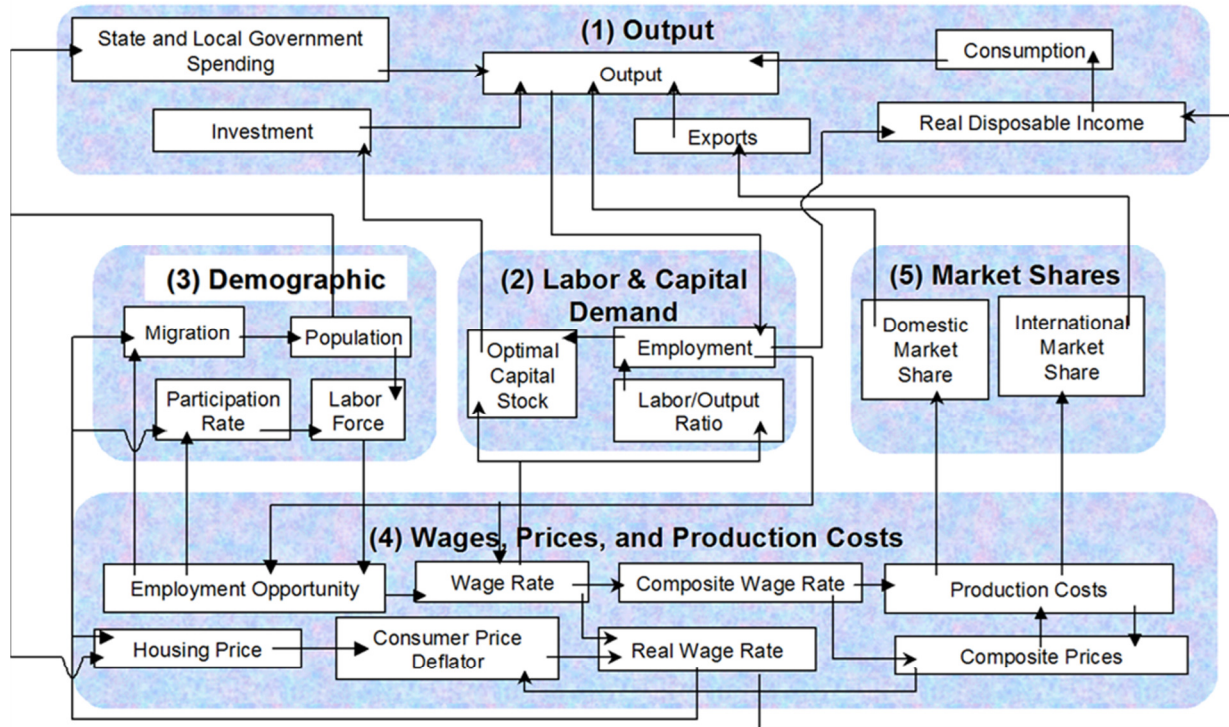 (1) Output
State and Local Government
Spending
Output
Consumption
Investment
Exports
Real Disposable Income
(3) Demographic
Migration
Population
Participation
Rate
Labor
Force
(2) Labor & Capital
Demand
Optimal
Capital
Stock
Employment
Labor/Output
Ratio
(5) Market Shares
Domestic
Market
Share
International
Market
Share
(4) Wages, Prices, and Production Costs
Employment Opportunity
Wage Rate
Composite Wage Rate
Production Costs
Housing Price
Consumer Price
Deflator
Real Wage Rate
Composite Prices